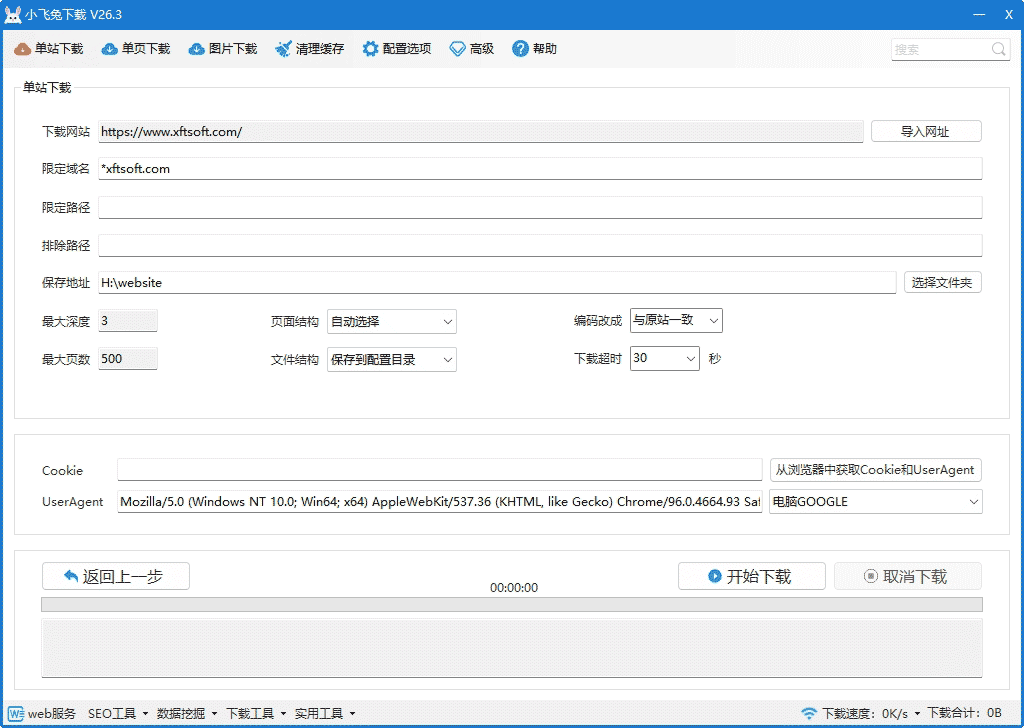 小飞兔下载 V26.3
单站下载 单页下载 图片下载 清理缓存 配置选项 高级 帮助 搜索
单站下载
下载网站 https://www.xftsoft.com/ 导入网址
限定域名 *xftsoft.com
限定路径
排除路径
保存地址 H:\website 选择文件夹
最大深度 3 页面结构 自动选择 编码改成 与原站一致
最大页数 500 文件结构 保存到配置目录 下载超时 30 秒
Cookie 从浏览器中获取Cookie和UserAgent
UserAgent Mozilla/5.0 (Windows NT 10.0; Win64; x64) AppleWebKit/537.36 (KHTML, like Gecko) Chrome/96.0.4664.93 Saf 电脑GOOGLE
返回上一步 00:00:00 开始下载 取消下载
web服务 SEO工具 数据挖掘 下载工具 实用工具 下载速度: 0K/s 下载合计: 0B